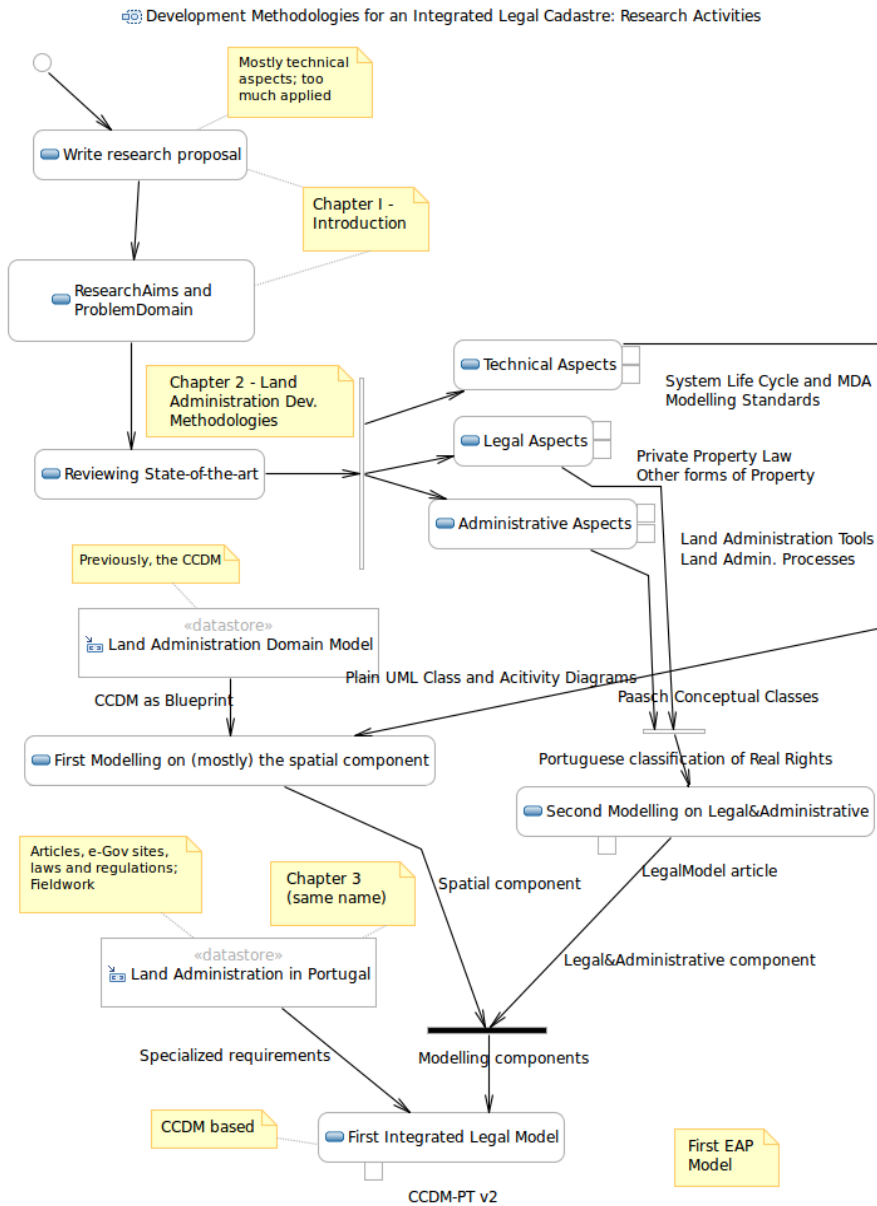 Development Methodologies for an Integrated Legal Cadastre: Research Activities
Mostly technical
aspects; too
much applied
Write research proposal
Chapter I -
Introduction
ResearchAims and
ProblemDomain
Chapter 2 - Land
Administration Dev.
Methodologies
Technical Aspects
System Life Cycle and MDA
Modelling Standards
Legal Aspects
Private Property Law
Other forms of Property
Reviewing State-of-the-art
Administrative Aspects
Land Administration Tools
Land Admin. Processes
Previously, the CCDM
«datastore»
Land Administration Domain Model
Plain UML Class and Acitivity Diagrams
CCDM as Blueprint
Paasch Conceptual Classes
First Modelling on (mostly) the spatial component
Portuguese classification of Real Rights
Second Modelling on Legal&Administrative
Articles, e-Gov sites,
laws and regulations;
Fieldwork
Chapter 3
(same name)
Spatial component
LegalModel article
«datastore»
Land Administration in Portugal
Legal&Administrative component
Specialized requirements
Modelling components
CCDM based
First Integrated Legal Model
First EAP
Model
CCDM-PT v2